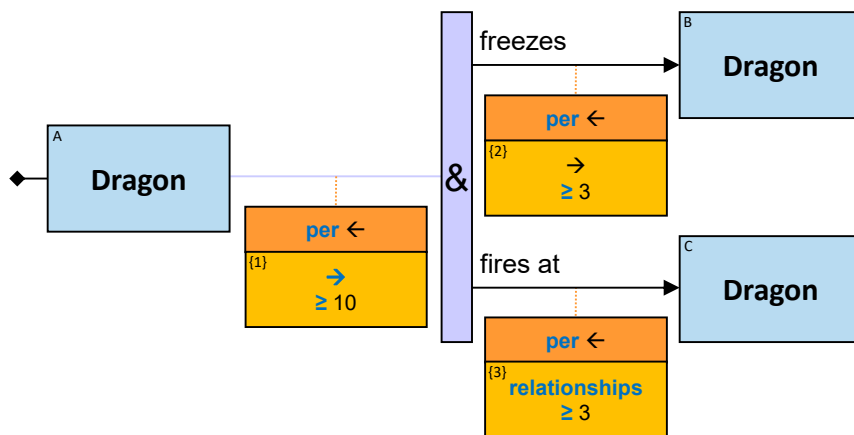 freezes
B
Dragon
per ←
{2}
→
≥ 3
A
Dragon
&
per ←
{1}
→
≥ 10
fires at
C
Dragon
per ←
{3}
relationships
≥ 3